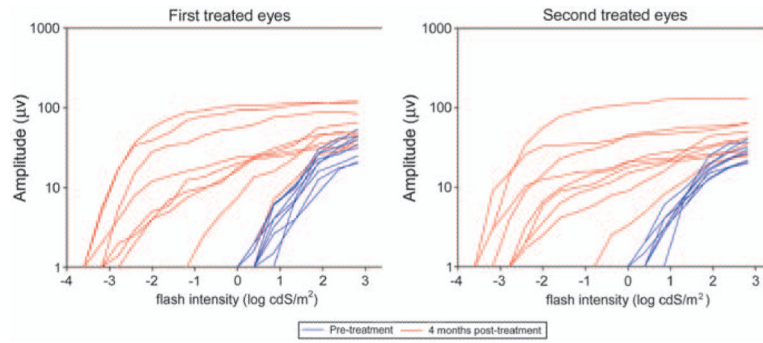 First treated eyes
1000
100
10
1
Amplitude (μv)
-4 -3 -2 -1 0 1 2 3
flash intensity (log cdS/m²)
Second treated eyes
1000
100
10
1
Amplitude (μv)
-4 -3 -2 -1 0 1 2 3
flash intensity (log cdS/m²)
Pre-treatment 4 months post-treatment